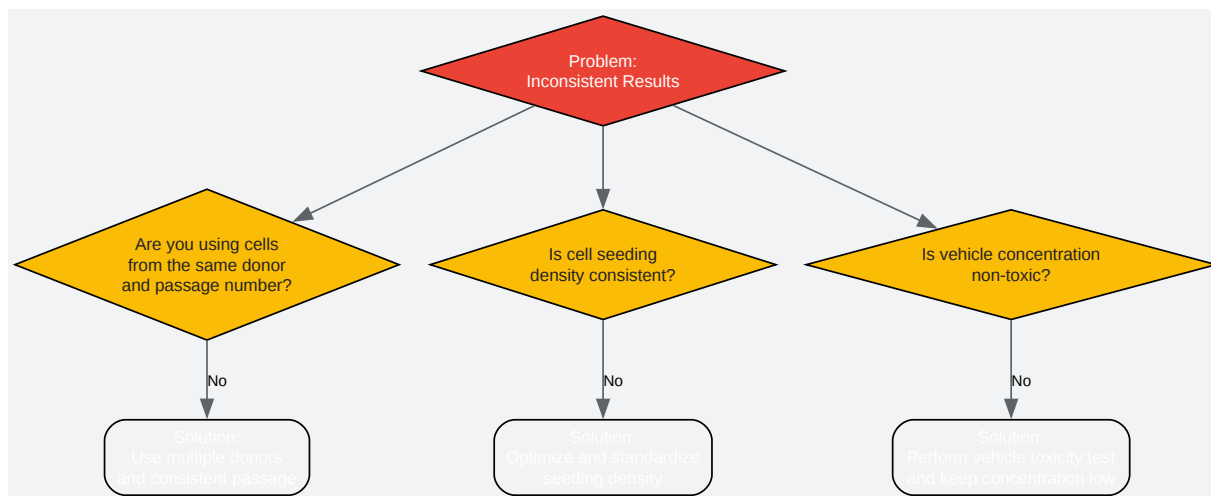 Problem:
Inconsistent Results
Are you using cells
from the same donor
and passage number?
Is cell seeding
density consistent?
Is vehicle concentration
non-toxic?
No
No
No
Solution:
Use multiple donors
and consistent passage
Solution:
Optimize and standardize
seeding density
Solution:
Perform vehicle toxicity test
and keep concentration low